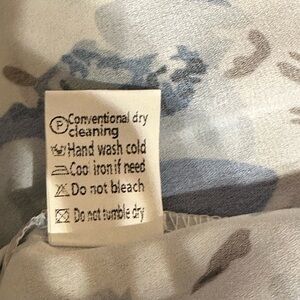 P Conventional dry
cleaning
Hand wash cold
Cool iron if need
Do not bleach
Do not tumble dry